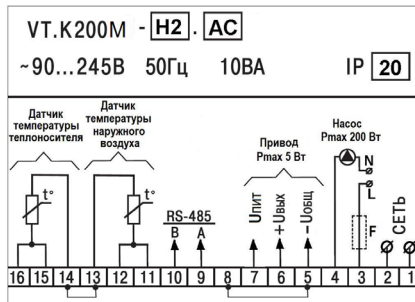 VT.K200М - H2 . AC
~90...245В 50Гц 10ВА IP 20
Датчик
температуры
теплоносителя
Датчик
температуры
наружного
воздуха
Привод
Pmax 5 Вт
Насос
Pmax 200 Вт
t°
t°
RS-485
B A
Uпит
+Uвых
-Uобщ
N
L
F
СЕТЬ
16 15 14 13 12 11 10 9 8 7 6 5 4 3 2 1